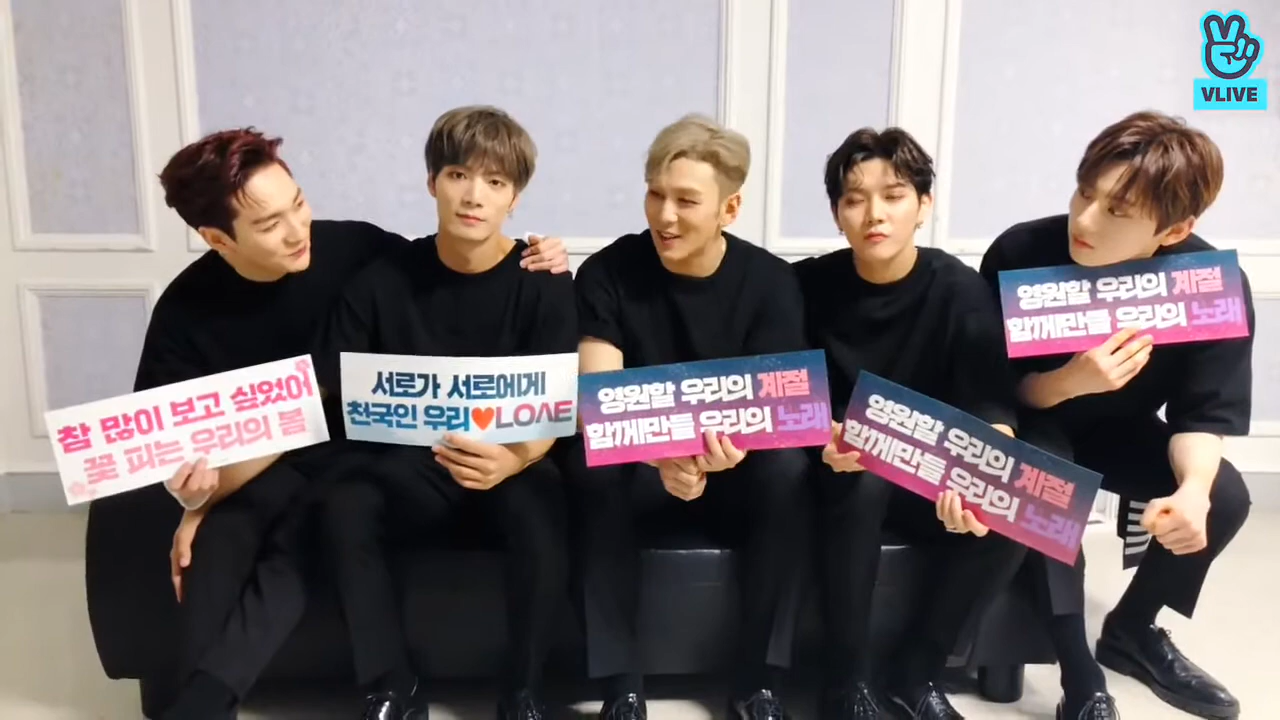 VLIVE
참 많이 보고 싶었어
꽃 피는 우리의 봄
서로가 서로에게
천국인 우리♥LOΛE
영원할 우리의 계절
함께만들 우리의 노래
영원할 우리의 계절
함께만들 우리의 노래
영원할 우리의 계절
함께만들 우리의 노래